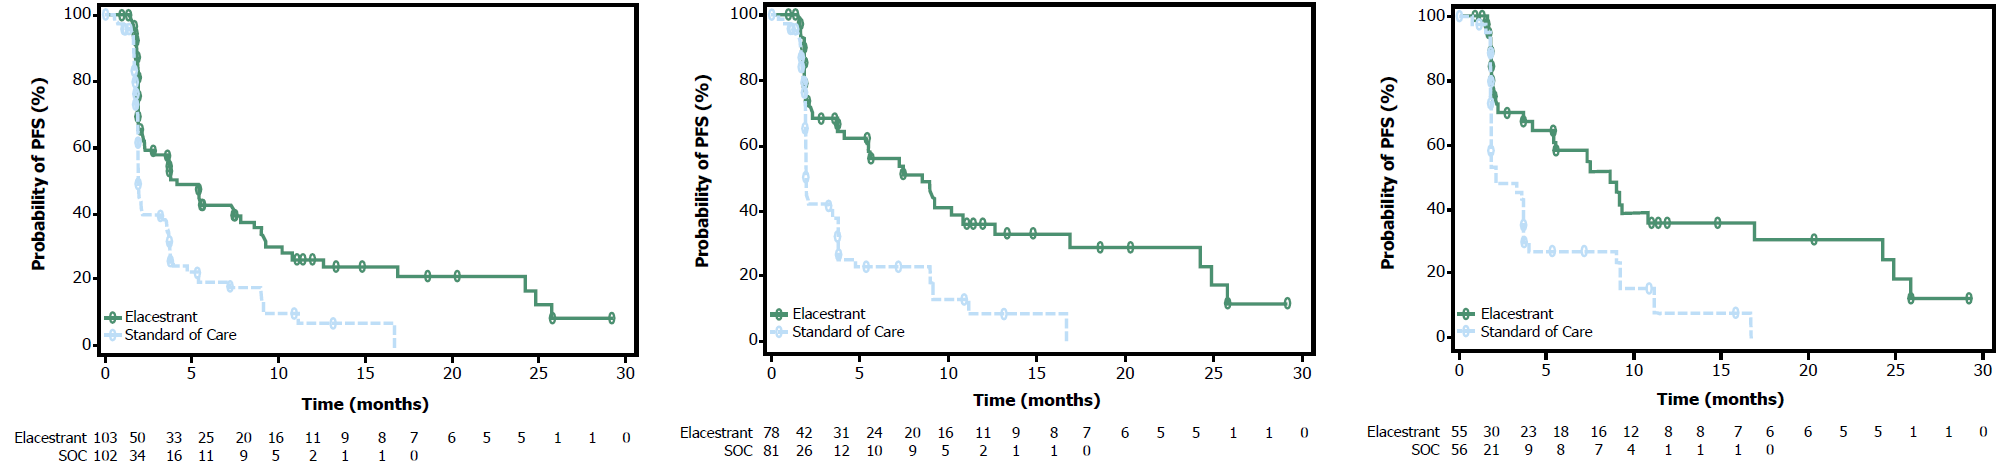 Probability of PFS (%)
100
80
60
40
20
0
Elacestrant
Standard of Care
0 5 10 15 20 25 30
Time (months)
Elacestrant 103 50 33 25 20 16 11 9 8 7 6 5 5 1 1 0
SOC 102 34 16 11 9 5 2 1 1 0
Probability of PFS (%)
100
80
60
40
20
0
Elacestrant
Standard of Care
0 5 10 15 20 25 30
Time (months)
Elacestrant 78 42 31 24 20 16 11 9 8 7 6 5 5 1 1 0
SOC 81 26 12 10 9 5 2 1 1 0
Probability of PFS (%)
100
80
60
40
20
0
Elacestrant
Standard of Care
0 5 10 15 20 25 30
Time (months)
Elacestrant 55 30 23 18 16 12 8 8 7 6 6 5 5 1 1 0
SOC 56 21 9 8 7 4 1 1 1 0